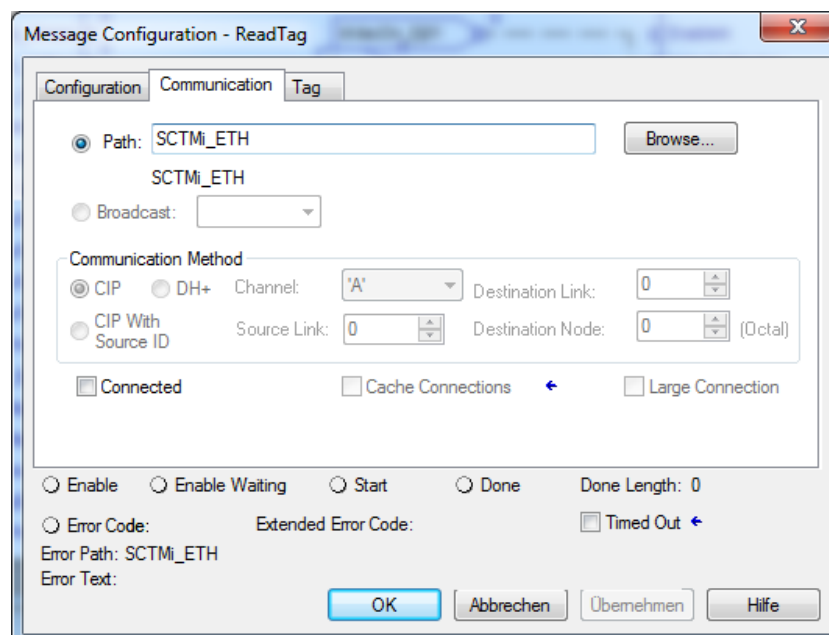 Message Configuration - ReadTag
Configuration Communication Tag
Path: SCTMi_ETH Browse...
SCTMi_ETH
Broadcast:
Communication Method
CIP DH+ Channel: 'A' Destination Link: 0
CIP With Source ID Source Link: 0 Destination Node: 0 (Octal)
Connected Cache Connections Large Connection
Enable Enable Waiting Start Done Done Length: 0
Error Code: Extended Error Code: Timed Out
Error Path: SCTMi_ETH
Error Text:
OK Abbrechen Übernehmen Hilfe